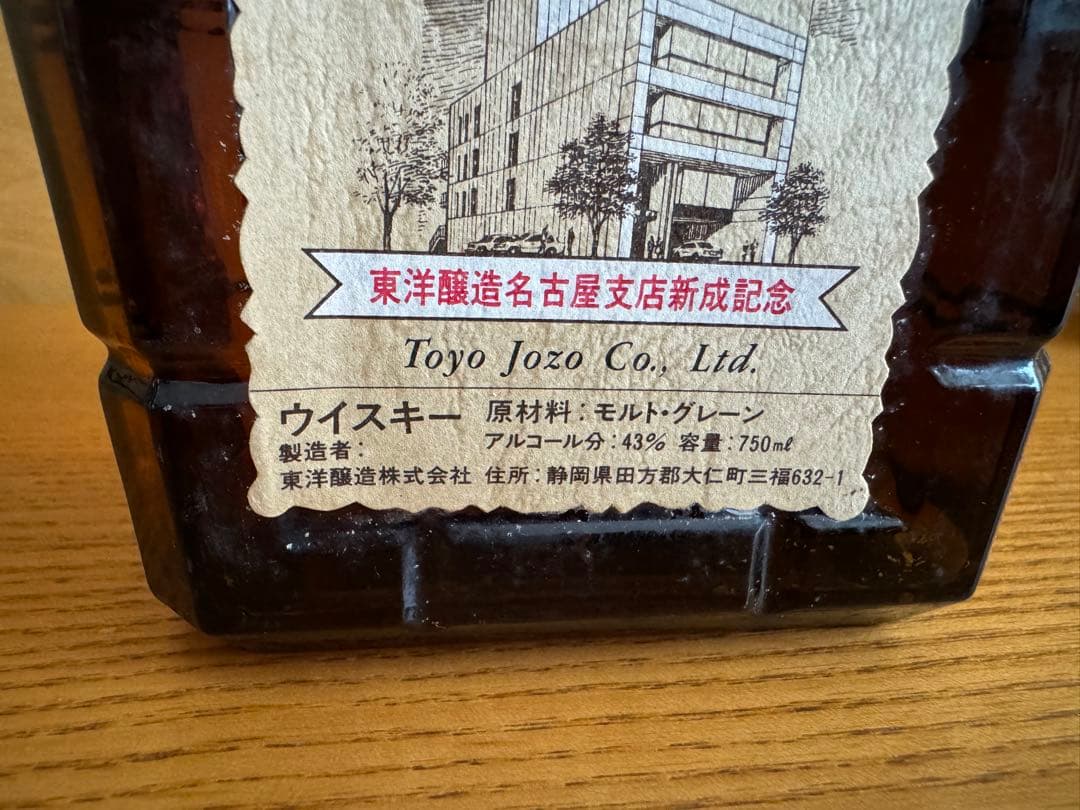 東洋醸造名古屋支店新成記念
Toyo Jozo Co., Ltd.
ウイスキー 原材料：モルト・グレーン
アルコール分：43% 容量：750mℓ
製造者：
東洋醸造株式会社 住所：静岡県田方郡大仁町三福632-1